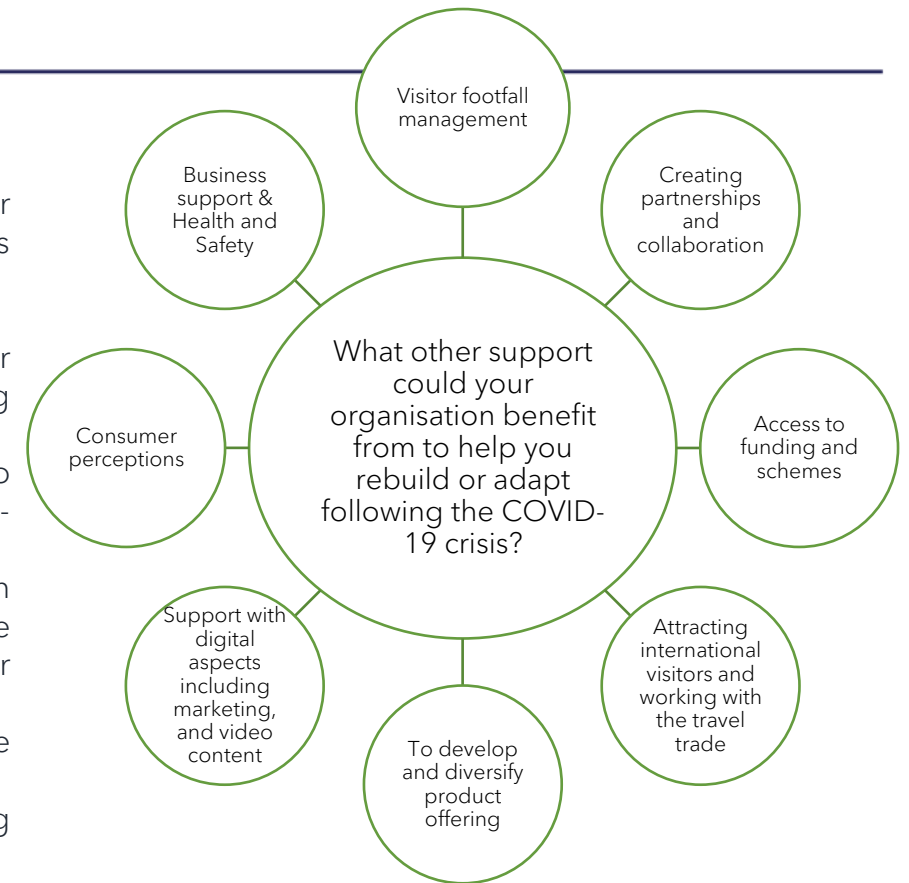 r
s
r
g
o
-
n
e
r
e
g
Visitor footfall
management
Creating
partnerships
and
collaboration
Access to
funding and
schemes
Attracting
international
visitors and
working with
the travel
trade
To develop
and diversify
product
offering
Support with
digital
aspects
including
marketing,
and video
content
Consumer
perceptions
Business
support &
Health and
Safety
What other support
could your
organisation benefit
from to help you
rebuild or adapt
following the COVID-
19 crisis?